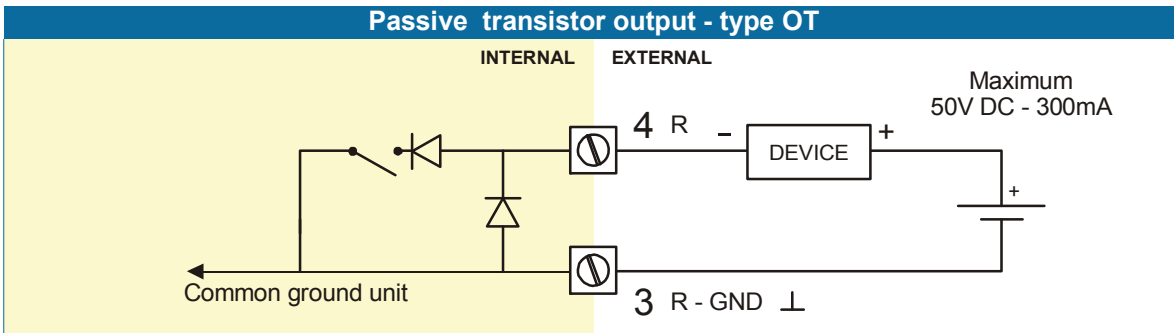 Passive transistor output - type OT
INTERNAL EXTERNAL
Maximum
50V DC - 300mA
4 R - DEVICE +
+
Common ground unit
3 R - GND ⊥